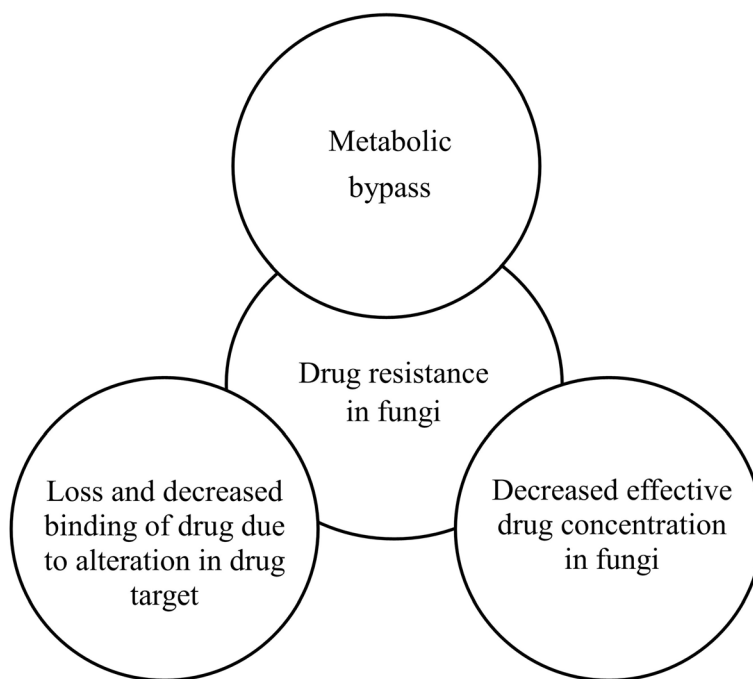 Metabolic
bypass
Drug resistance
in fungi
Loss and decreased
binding of drug due
to alteration in drug
target
Decreased effective
drug concentration
in fungi